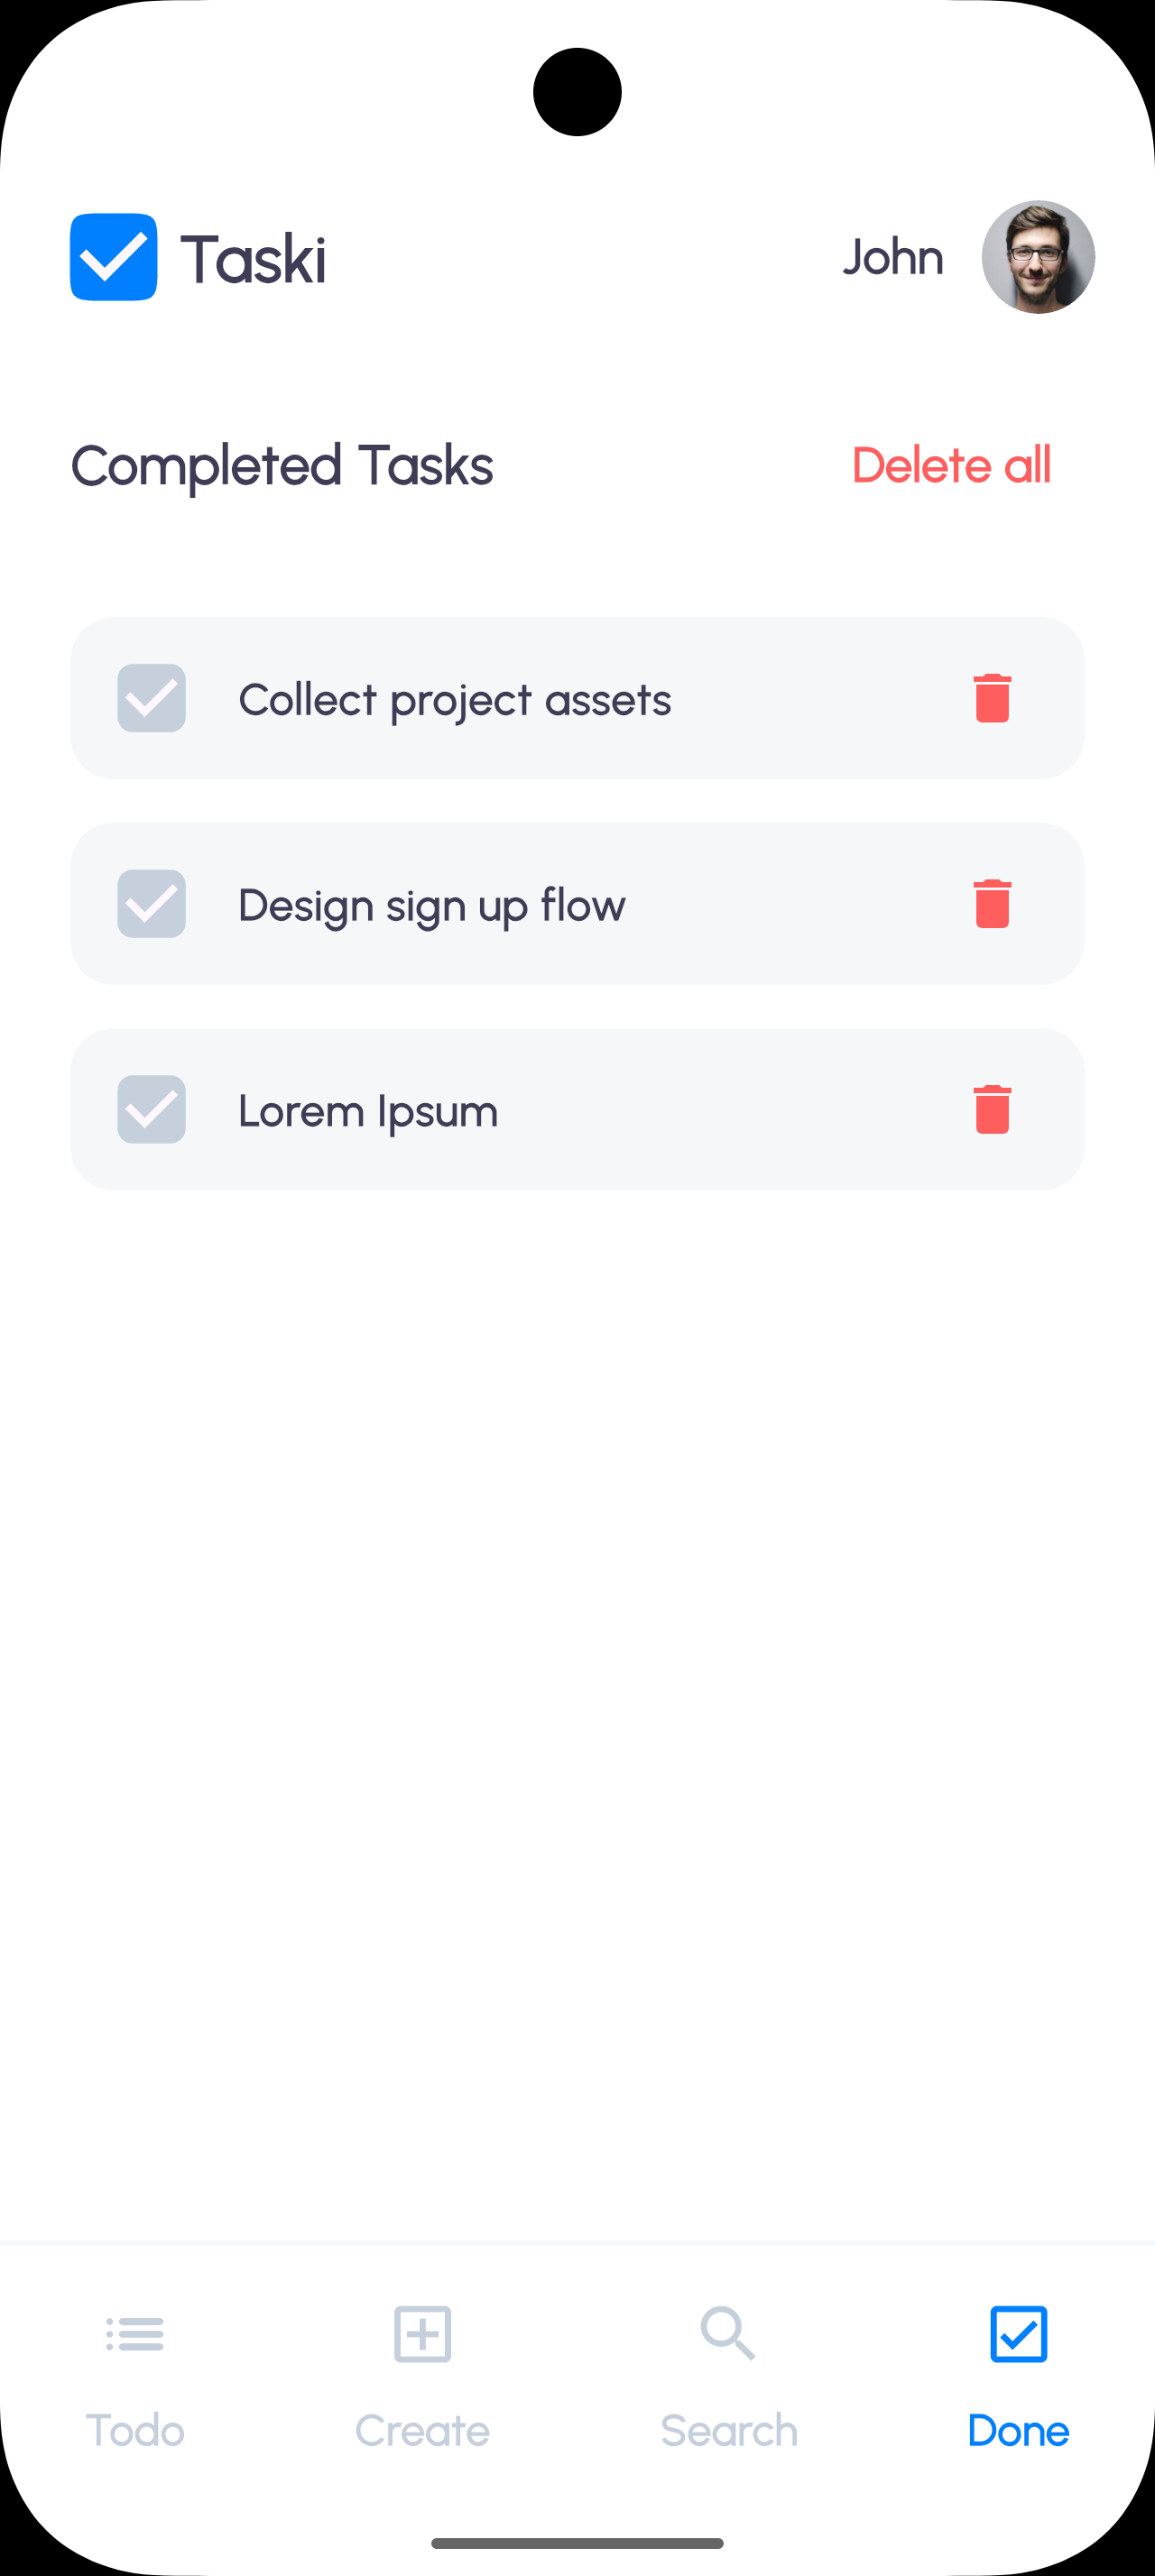 Taski
John
Completed Tasks
Delete all
Collect project assets
Design sign up flow
Lorem Ipsum
Todo
Create
Search
Done